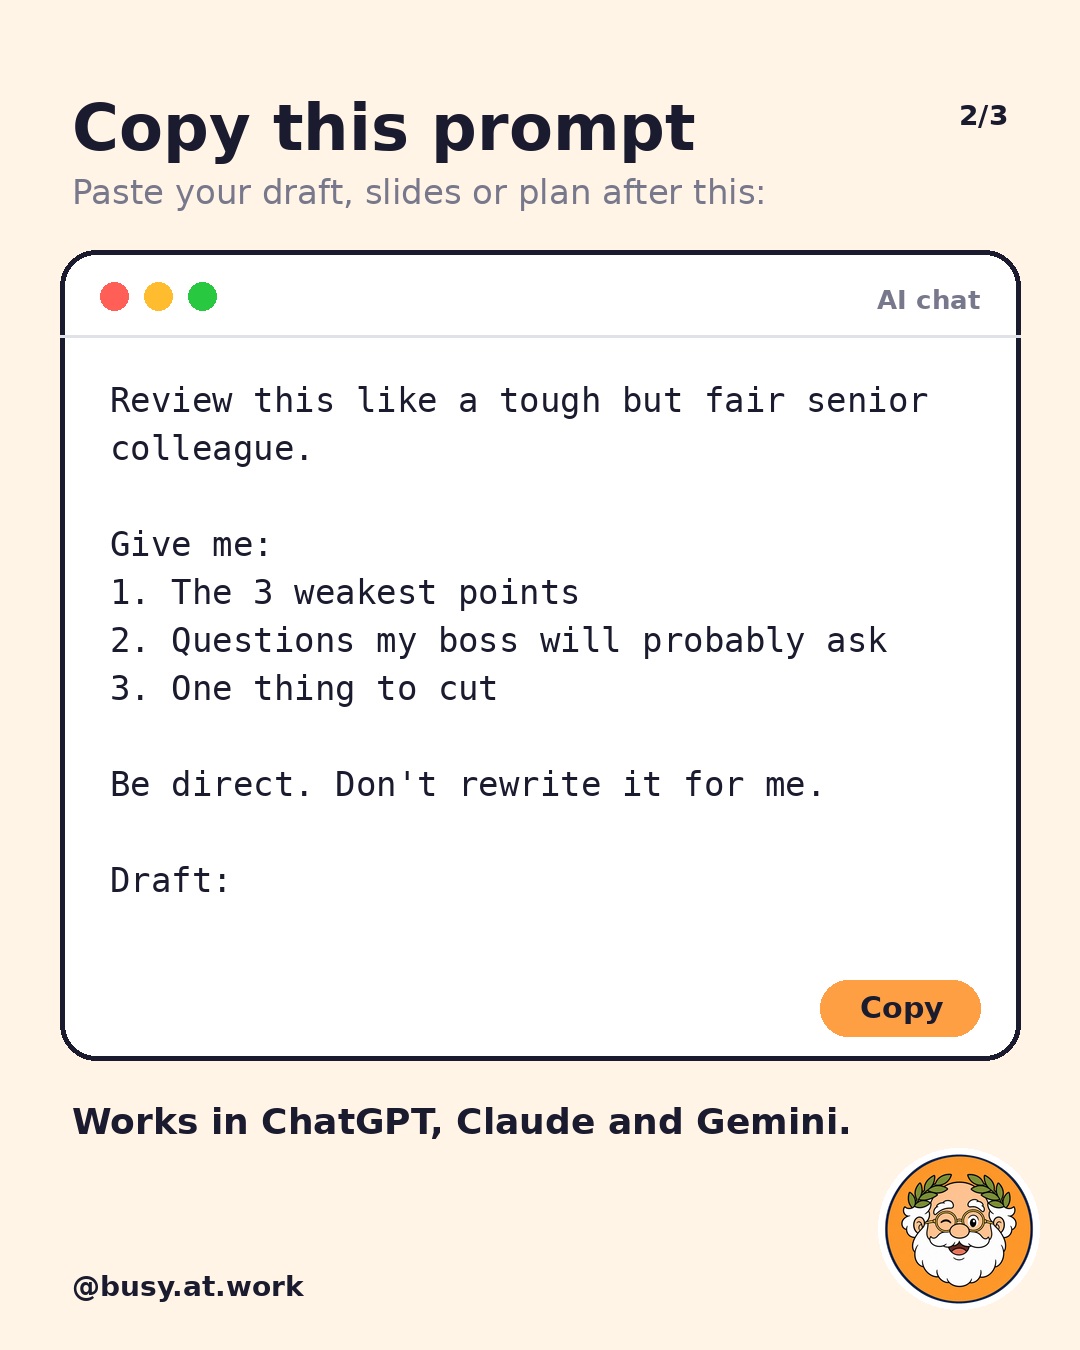 Copy this prompt
2/3
Paste your draft, slides or plan after this:
AI chat
Review this like a tough but fair senior
colleague.
Give me:
1. The 3 weakest points
2. Questions my boss will probably ask
3. One thing to cut
Be direct. Don't rewrite it for me.
Draft:
Copy
Works in ChatGPT, Claude and Gemini.
@busy.at.work